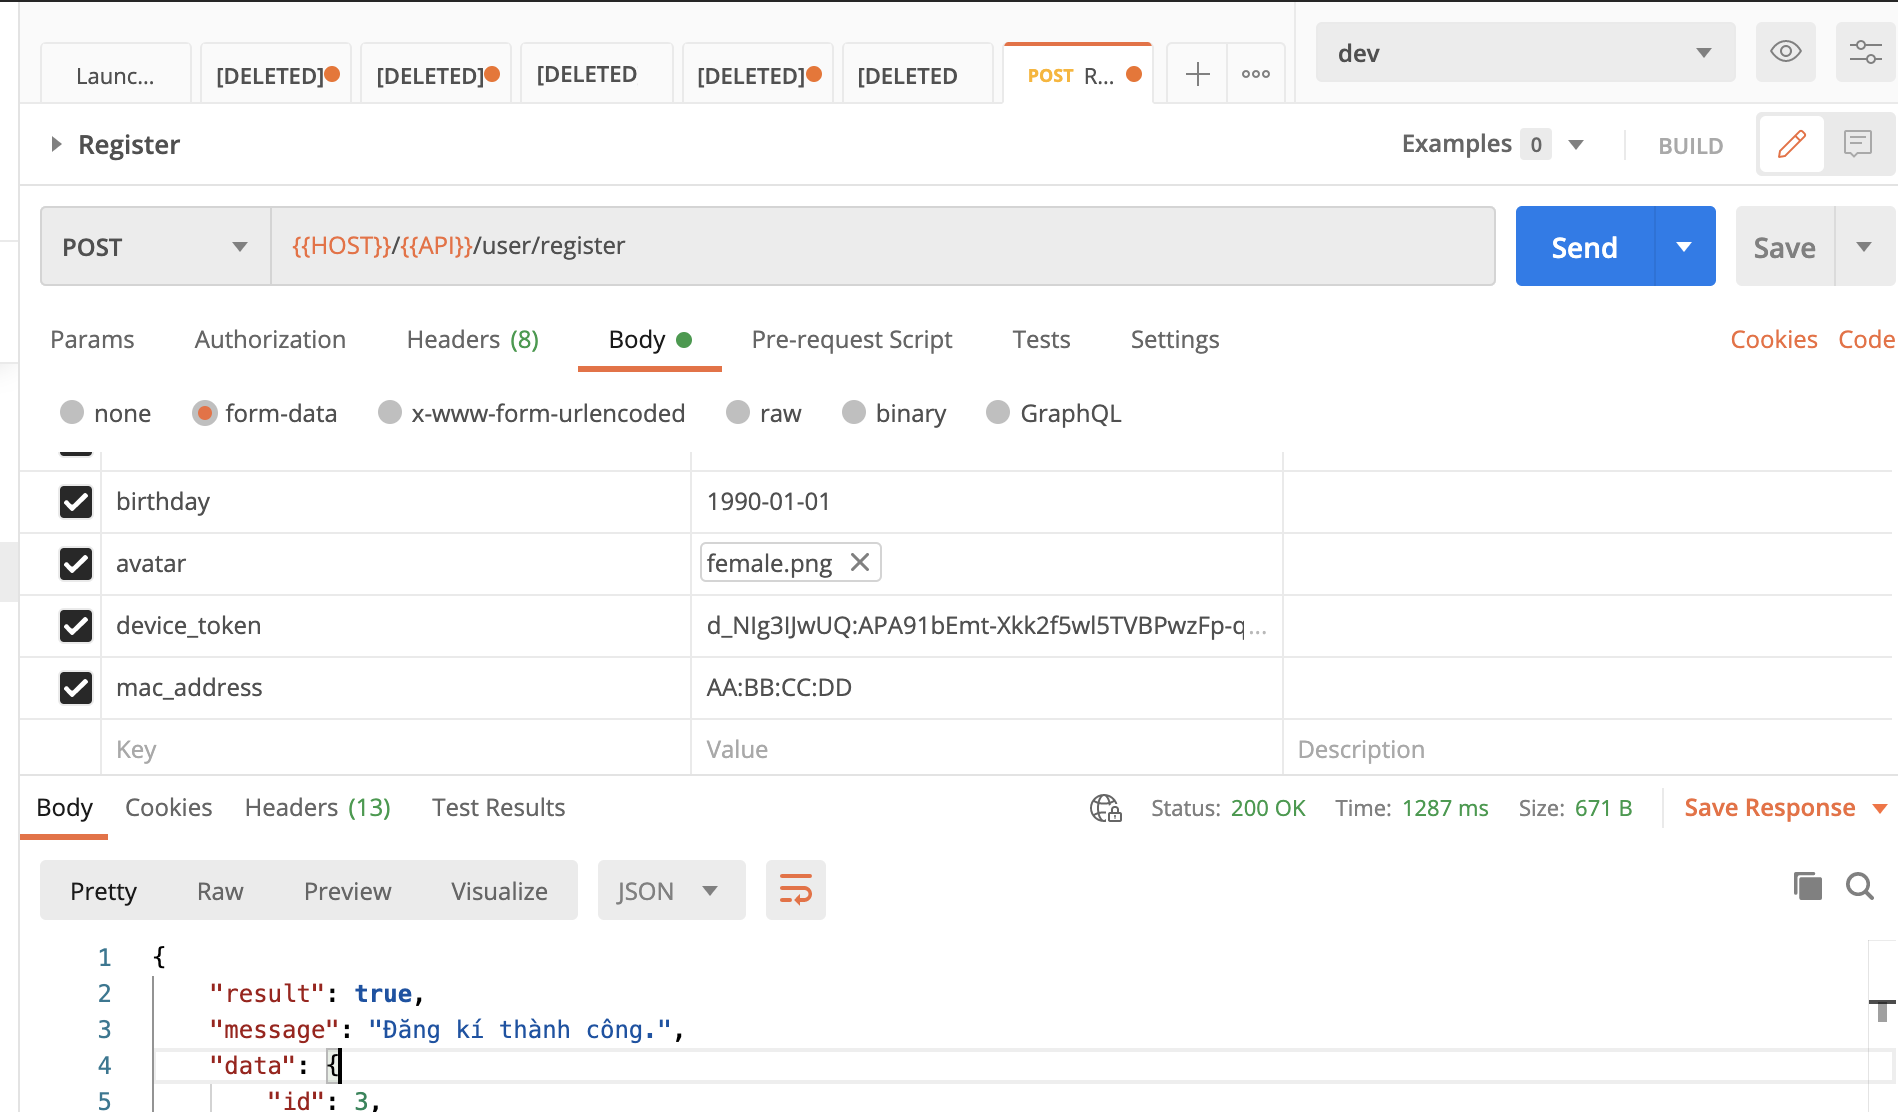 Launc...
[DELETED]
[DELETED]
[DELETED
[DELETED]
[DELETED
POST R...
dev
Register
Examples 0
BUILD
POST
{{HOST}}/{{API}}/user/register
Send
Save
Params
Authorization
Headers (8)
Body
Pre-request Script
Tests
Settings
Cookies
Code
none
form-data
x-www-form-urlencoded
raw
binary
GraphQL
birthday 1990-01-01
avatar female.png
device_token d_NIg3IJwUQ:APA91bEmt-Xkk2f5wl5TVBPwzFp-q...
mac_address AA:BB:CC:DD
Key Value Description
Body
Cookies
Headers (13)
Test Results
Status: 200 OK
Time: 1287 ms
Size: 671 B
Save Response
Pretty
Raw
Preview
Visualize
JSON
1 {
2 "result": true,
3 "message": "Đăng kí thành công.",
4 "data": {
5 "id": 3,